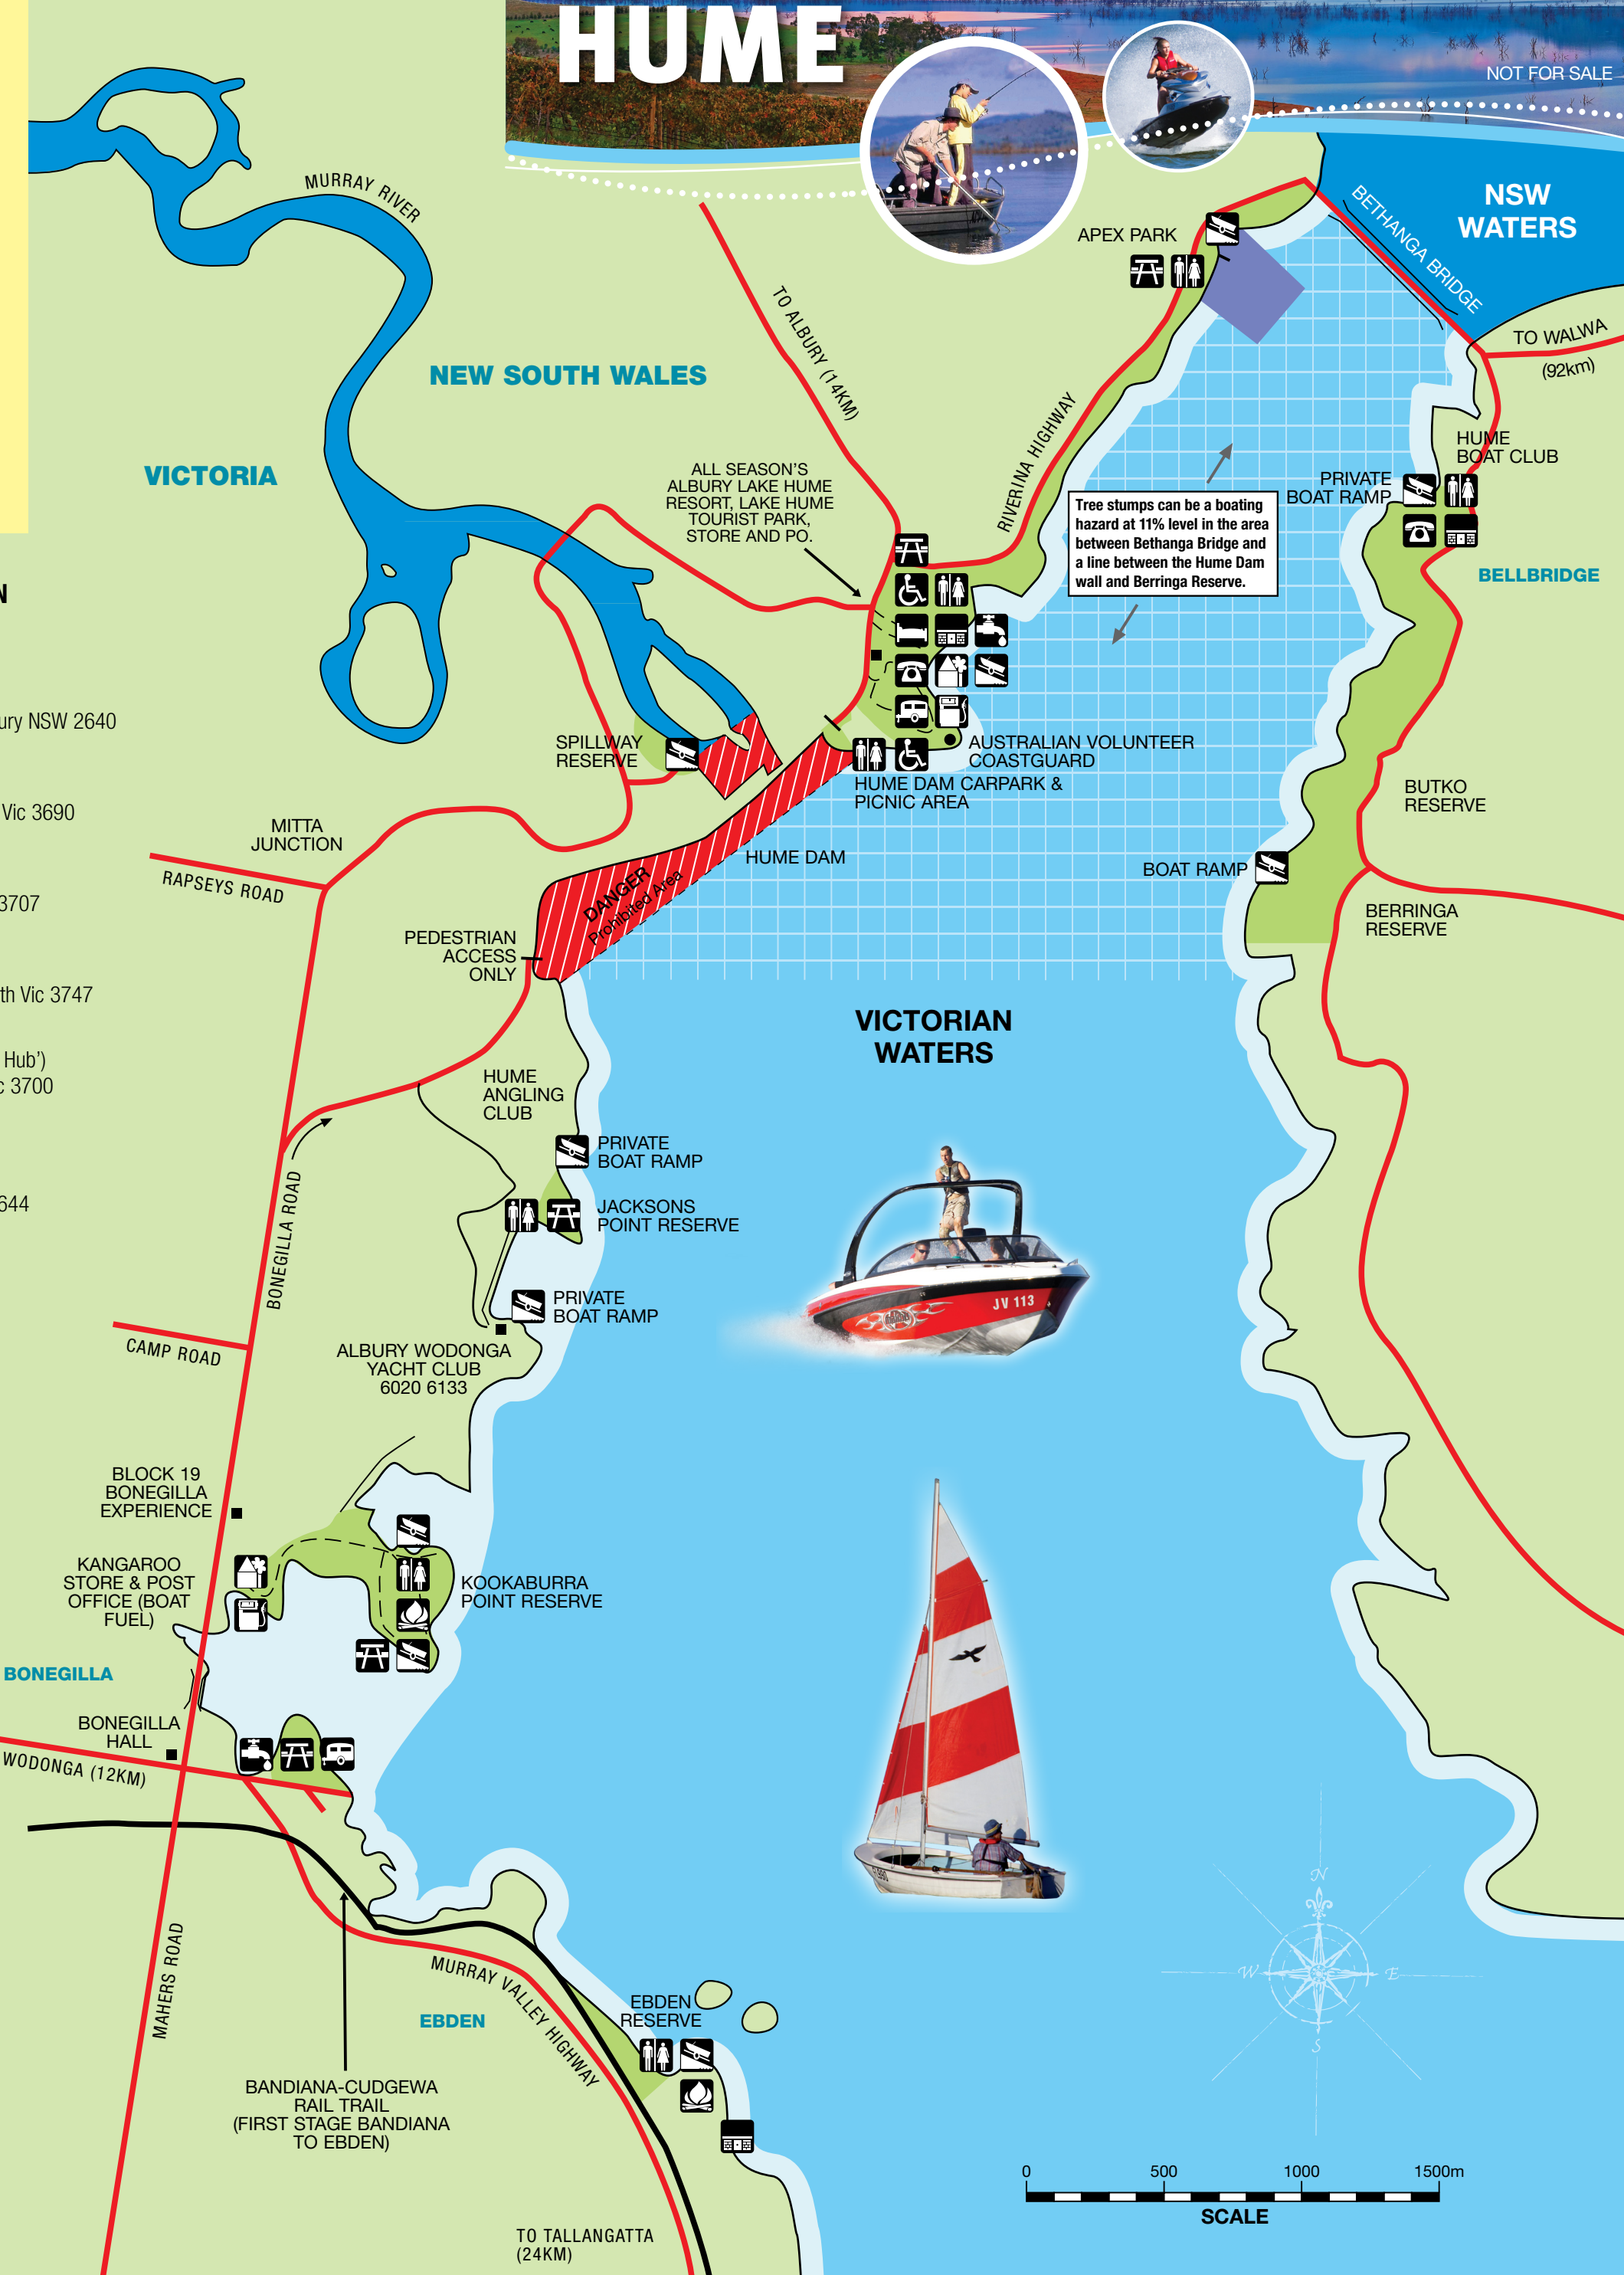 HUME
NOT FOR SALE
MURRAY RIVER
NSW
WATERS
BETHANGA BRIDGE
APEX PARK
TO ALBURY (14KM)
TO WALWA
(92km)
NEW SOUTH WALES
VICTORIA
RIVERINA HIGHWAY
HUME
BOAT CLUB
ALL SEASON'S
ALBURY LAKE HUME
RESORT, LAKE HUME
TOURIST PARK,
STORE AND PO.
PRIVATE
BOAT RAMP
Tree stumps can be a boating
hazard at 11% level in the area
between Bethanga Bridge and
a line between the Hume Dam
wall and Berringa Reserve.
BELLBRIDGE
N
ury NSW 2640
SPILLWAY
RESERVE
AUSTRALIAN VOLUNTEER
COASTGUARD
HUME DAM CARPARK &
PICNIC AREA
BUTKO
RESERVE
Vic 3690
MITTA
JUNCTION
HUME DAM
BOAT RAMP
RAPSEYS ROAD
DANGER
Prohibited Area
3707
BERRINGA
RESERVE
PEDESTRIAN
ACCESS
ONLY
th Vic 3747
VICTORIAN
WATERS
Hub')
c 3700
HUME
ANGLING
CLUB
PRIVATE
BOAT RAMP
BONEGILLA ROAD
644
JACKSONS
POINT RESERVE
JV 113
PRIVATE
BOAT RAMP
CAMP ROAD
ALBURY WODONGA
YACHT CLUB
6020 6133
BLOCK 19
BONEGILLA
EXPERIENCE
KANGAROO
STORE & POST
OFFICE (BOAT
FUEL)
KOOKABURRA
POINT RESERVE
BONEGILLA
BONEGILLA
HALL
WODONGA (12KM)
N
W
E
S
MAHERS ROAD
MURRAY VALLEY HIGHWAY
EBDEN
EBDEN
RESERVE
BANDIANA-CUDGEWA
RAIL TRAIL
(FIRST STAGE BANDIANA
TO EBDEN)
0 500 1000 1500m
SCALE
TO TALLANGATTA
(24KM)